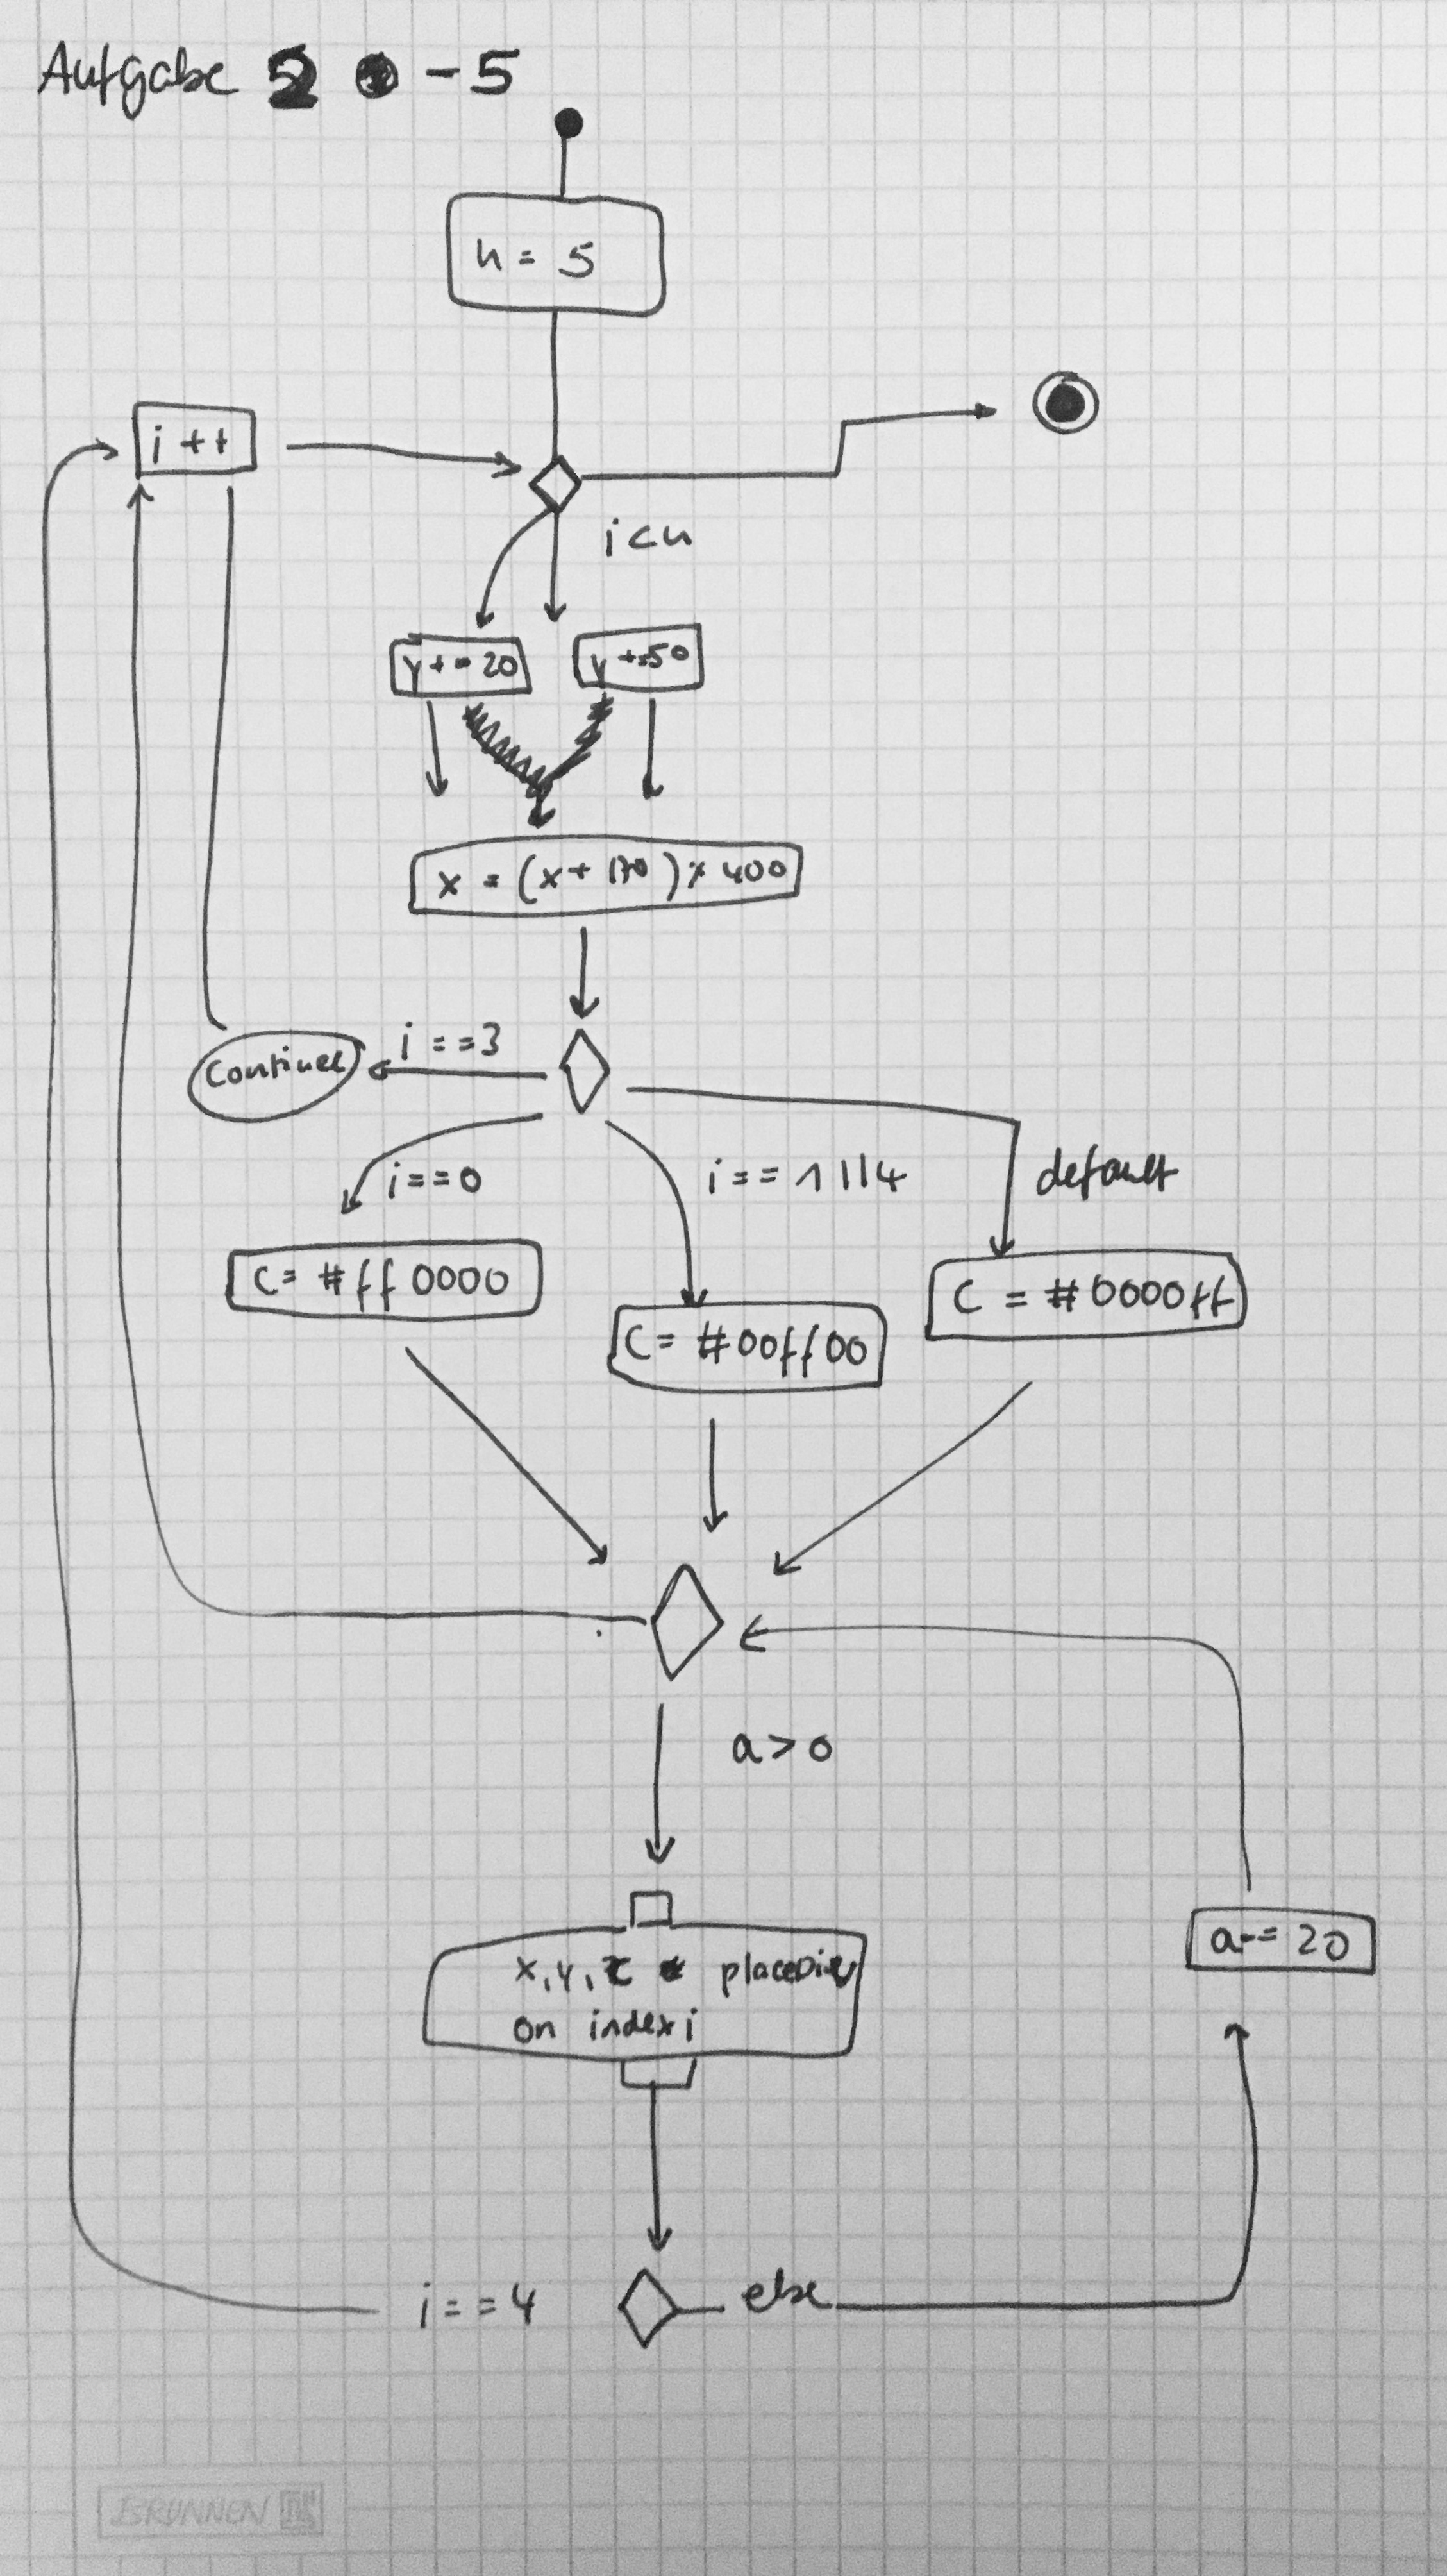 Aufgabe 2 - 5
n = 5
i ++
i < n
y += 20
y += 50
x = (x + 170) % 400
i == 3
Continue
i == 0
i == 1 || 4
default
C = #ff0000
C = #00ff00
C = #0000ff
a > 0
x, y, c placeDiv
on index i
a -= 20
i == 4
else
BRUNNEN